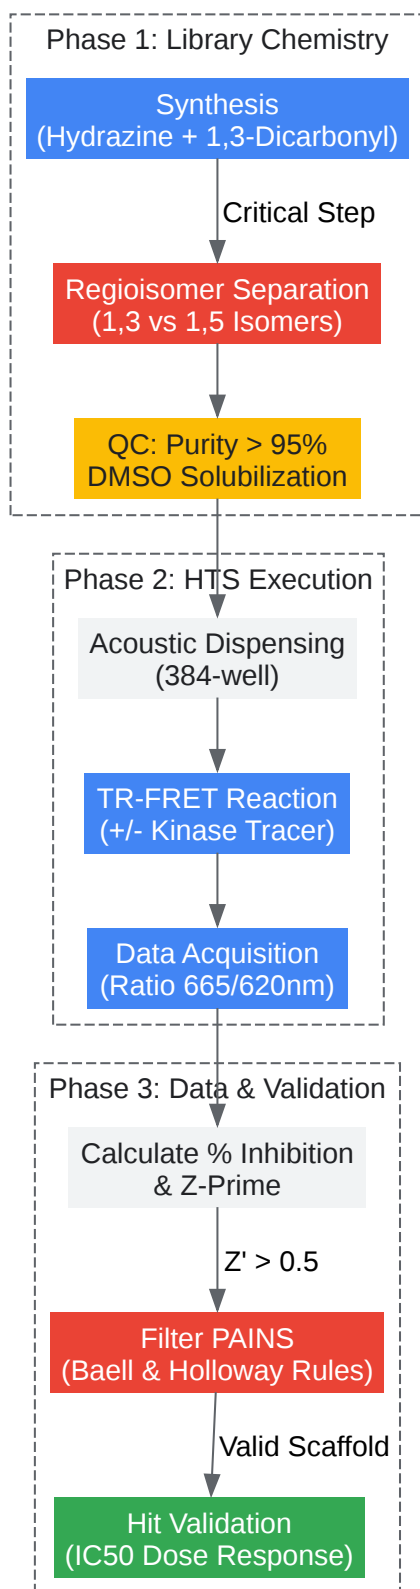 Phase 1: Library Chemistry
Synthesis
(Hydrazine + 1,3-Dicarbonyl)
Critical Step
Regioisomer Separation
(1,3 vs 1,5 Isomers)
QC: Purity > 95%
DMSO Solubilization
Phase 2: HTS Execution
Acoustic Dispensing
(384-well)
TR-FRET Reaction
(+/- Kinase Tracer)
Data Acquisition
(Ratio 665/620nm)
Phase 3: Data & Validation
Calculate % Inhibition
& Z-Prime
Z' > 0.5
Filter PAINS
(Baell & Holloway Rules)
Valid Scaffold
Hit Validation
(IC50 Dose Response)